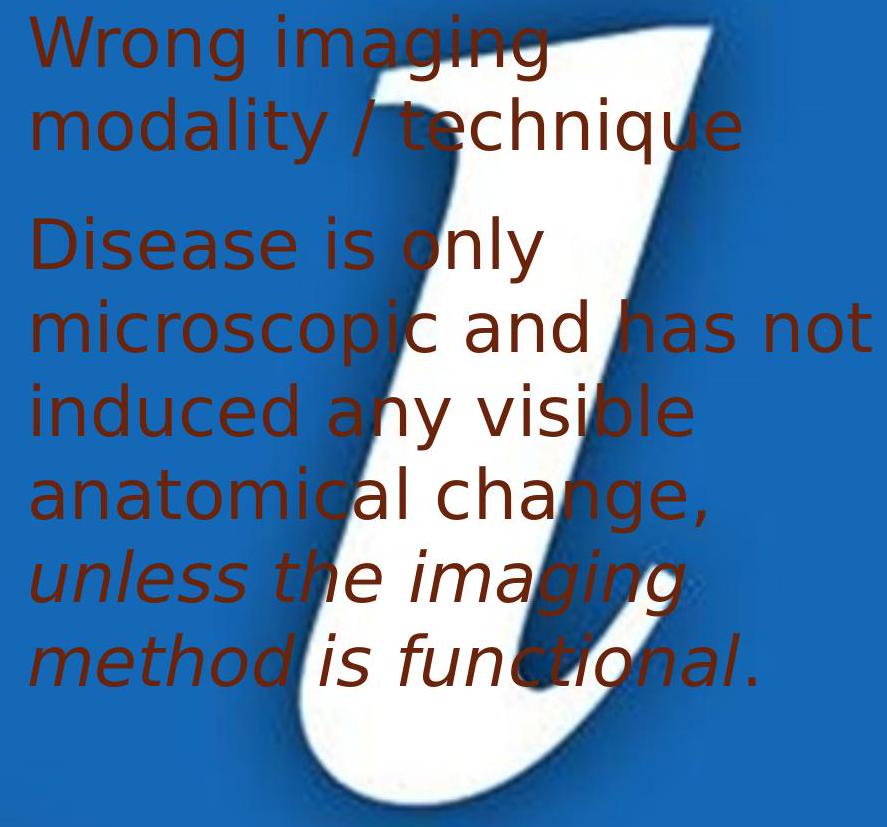 Wrong imaging
modality / technique
Disease is only
microscopic and has not
induced any visible
anatomical change,
unless the imaging
method is functional.